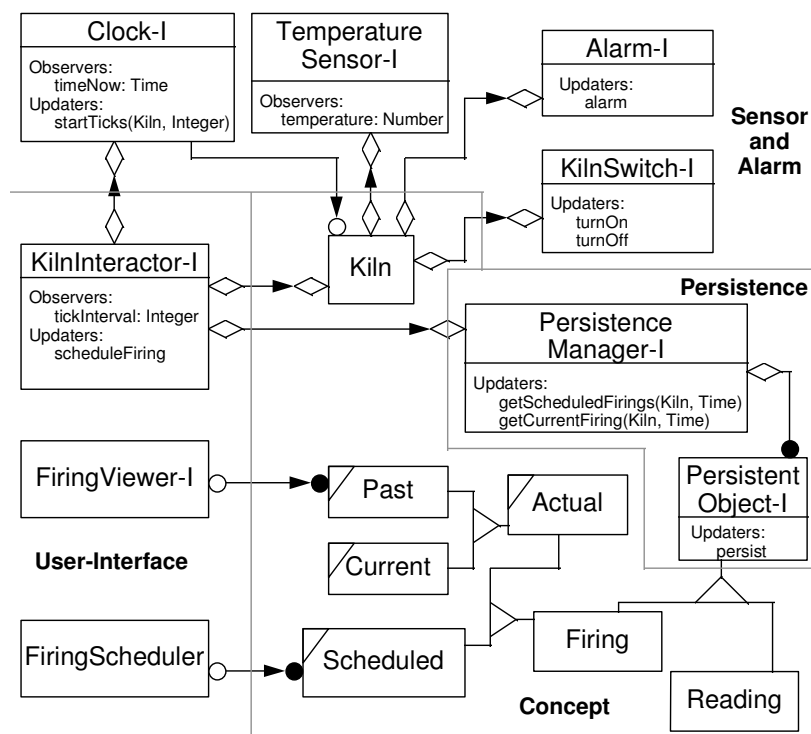 Clock-I
Observers:
timeNow: Time
Updaters:
startTicks(Kiln, Integer)
Temperature
Sensor-I
Observers:
temperature: Number
Alarm-I
Updaters:
alarm
Sensor
and
Alarm
KilnSwitch-I
Updaters:
turnOn
turnOff
KilnInteractor-I
Observers:
tickInterval: Integer
Updaters:
scheduleFiring
Kiln
Persistence
Persistence
Manager-I
Updaters:
getScheduledFirings(Kiln, Time)
getCurrentFiring(Kiln, Time)
FiringViewer-I
Past
Actual
Persistent
Object-I
Updaters:
persist
User-Interface
Current
FiringScheduler
Scheduled
Firing
Reading
Concept